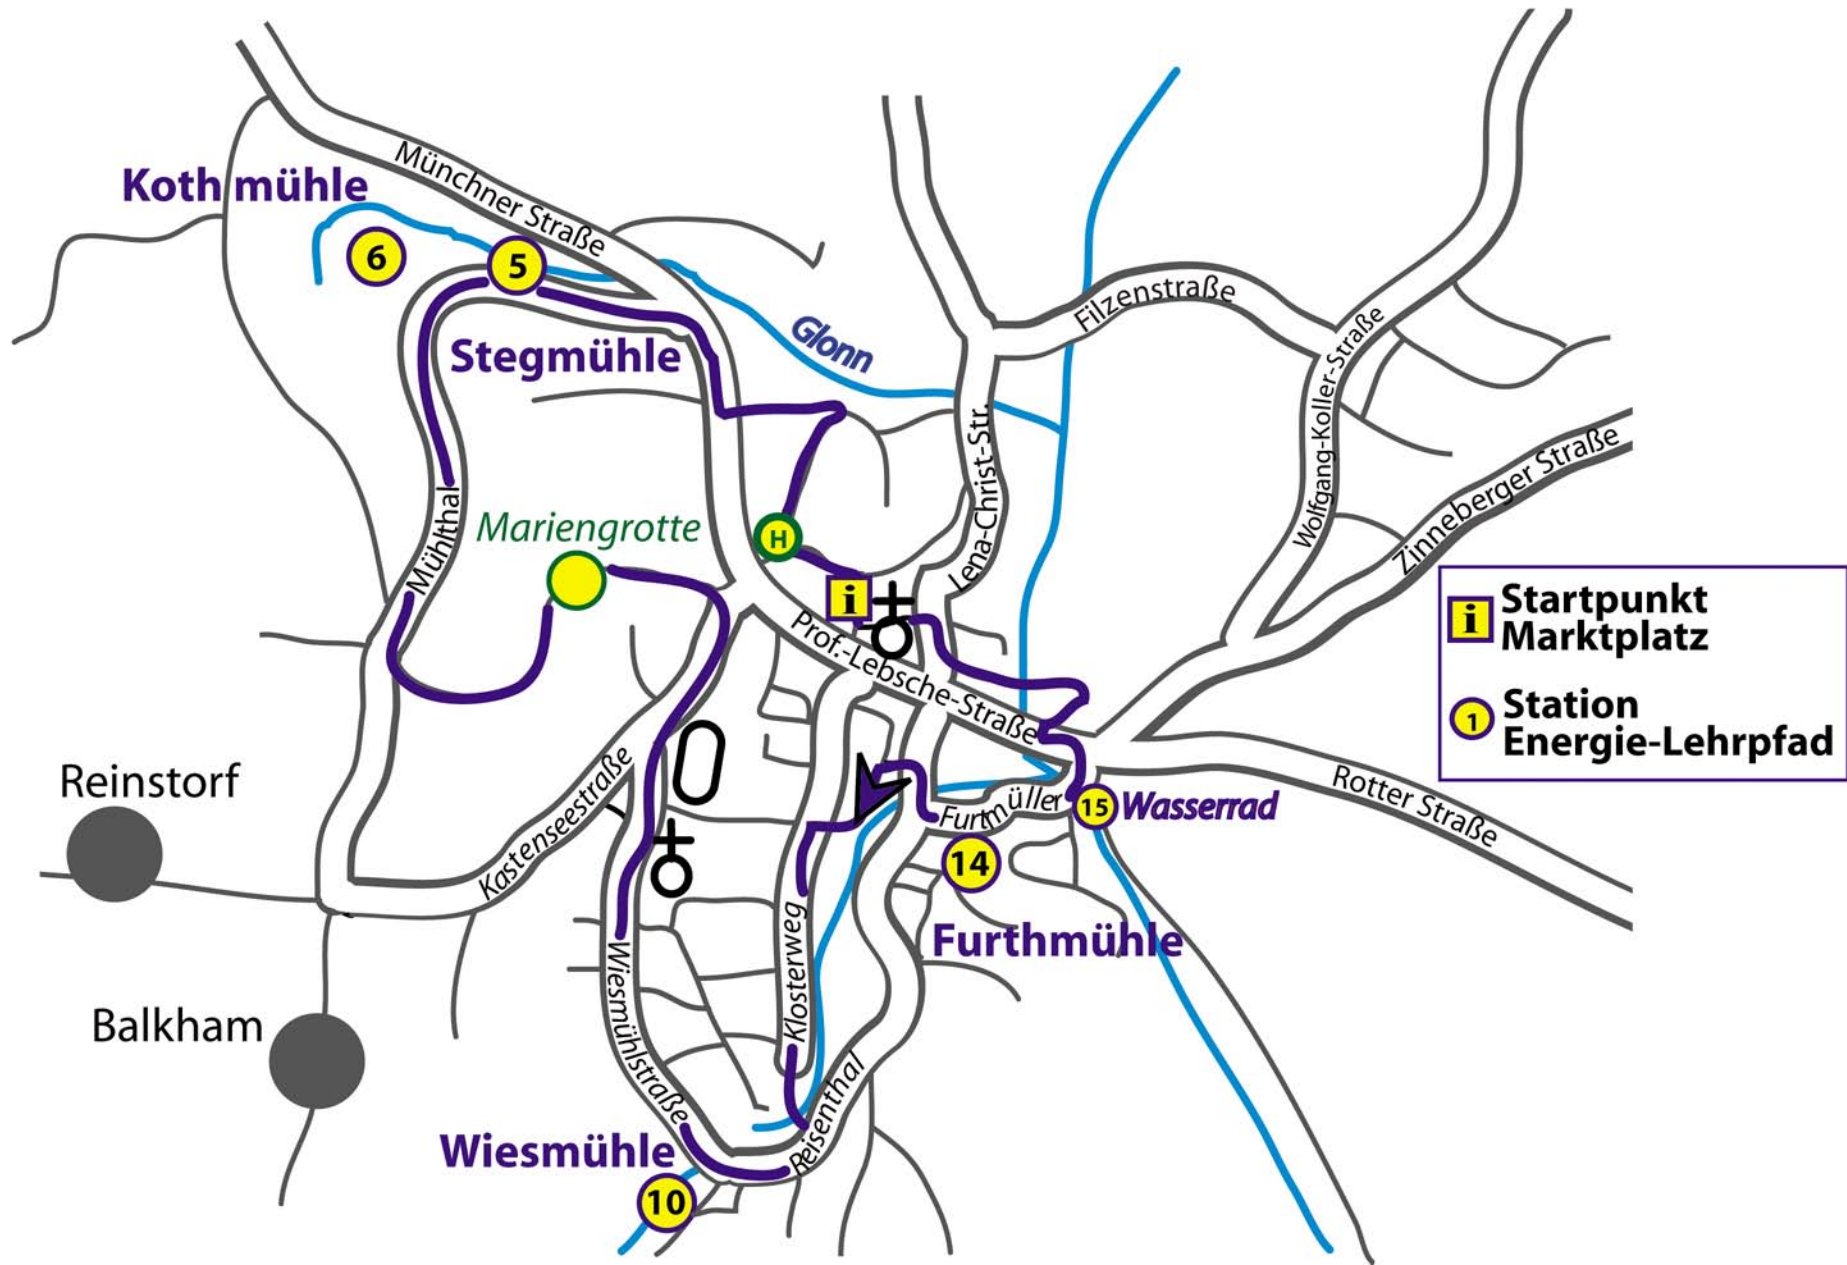 Münchner Straße
Koth mühle
6
5
Stegmühle
Glonn
Filzenstraße
Wolfgang-Koller-Straße
Zinneberger Straße
Lena-Christ-Str.
Mühlthal
Mariengrotte
H
i
Prof.-Lebsche-Straße
i Startpunkt
Marktplatz
1 Station
Energie-Lehrpfad
Reinstorf
Kastenseestraße
Furtmüller
15 Wasserrad
Rotter Straße
14
Furthmühle
Klosterweg
Wiesmühlstraße
Balkham
Reisenthal
Wiesmühle
10